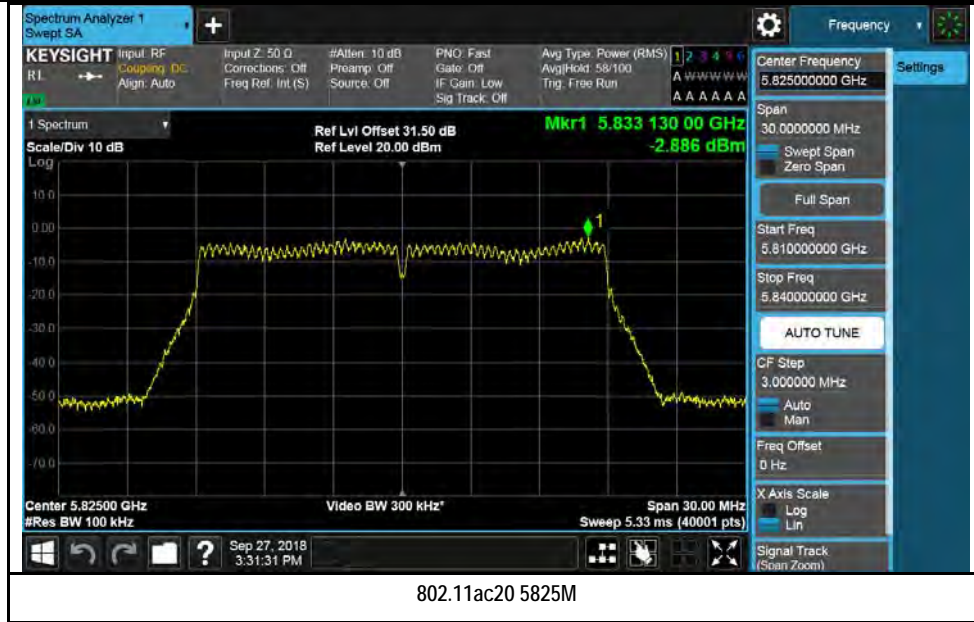 Spectrum Analyzer 1
Swept SA
+
Frequency
KEYSIGHT
RL
Input: RF
Coupling: DC
Align: Auto
Input Z: 50 Ω
Corrections: Off
Freq Ref: Int (S)
#Atten: 10 dB
Preamp: Off
Source: Off
PNO: Fast
Gate: Off
IF Gain: Low
Sig Track: Off
Avg Type: Power (RMS)
Avg|Hold: 58/100
Trig: Free Run
1 2 3 4 5 6
A W W W W W
A A A A A A
Center Frequency
5.825000000 GHz
Settings
Span
30.0000000 MHz
Swept Span
Zero Span
Full Span
Start Freq
5.810000000 GHz
Stop Freq
5.840000000 GHz
AUTO TUNE
CF Step
3.000000 MHz
Auto
Man
Freq Offset
0 Hz
X Axis Scale
Log
Lin
Signal Track
(Span Zoom)
1 Spectrum
Scale/Div 10 dB
Ref Lvl Offset 31.50 dB
Ref Level 20.00 dBm
Mkr1 5.833 130 00 GHz
-2.886 dBm
Log
10.0
0.00
1
-10.0
-20.0
-30.0
-40.0
-50.0
-60.0
-70.0
Center 5.82500 GHz
#Res BW 100 kHz
Video BW 300 kHz*
Span 30.00 MHz
Sweep 5.33 ms (40001 pts)
?
Sep 27, 2018
3:31:31 PM
802.11ac20 5825M